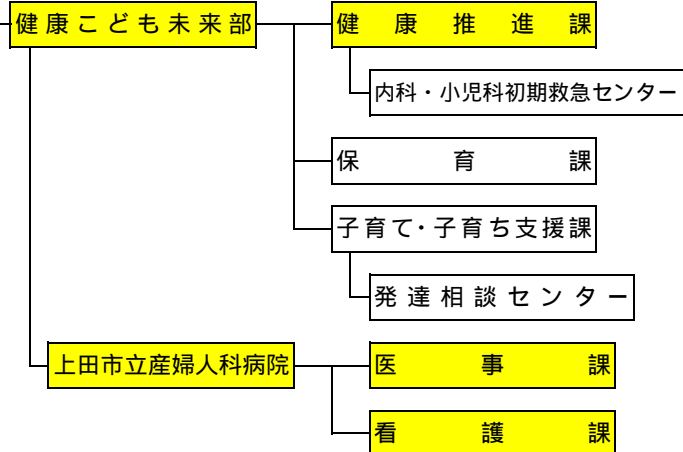 健康こども未来部
健康推進課
内科・小児科初期救急センター
保育課
子育て・子育ち支援課
発達相談センター
上田市立産婦人科病院
医事課
看護課